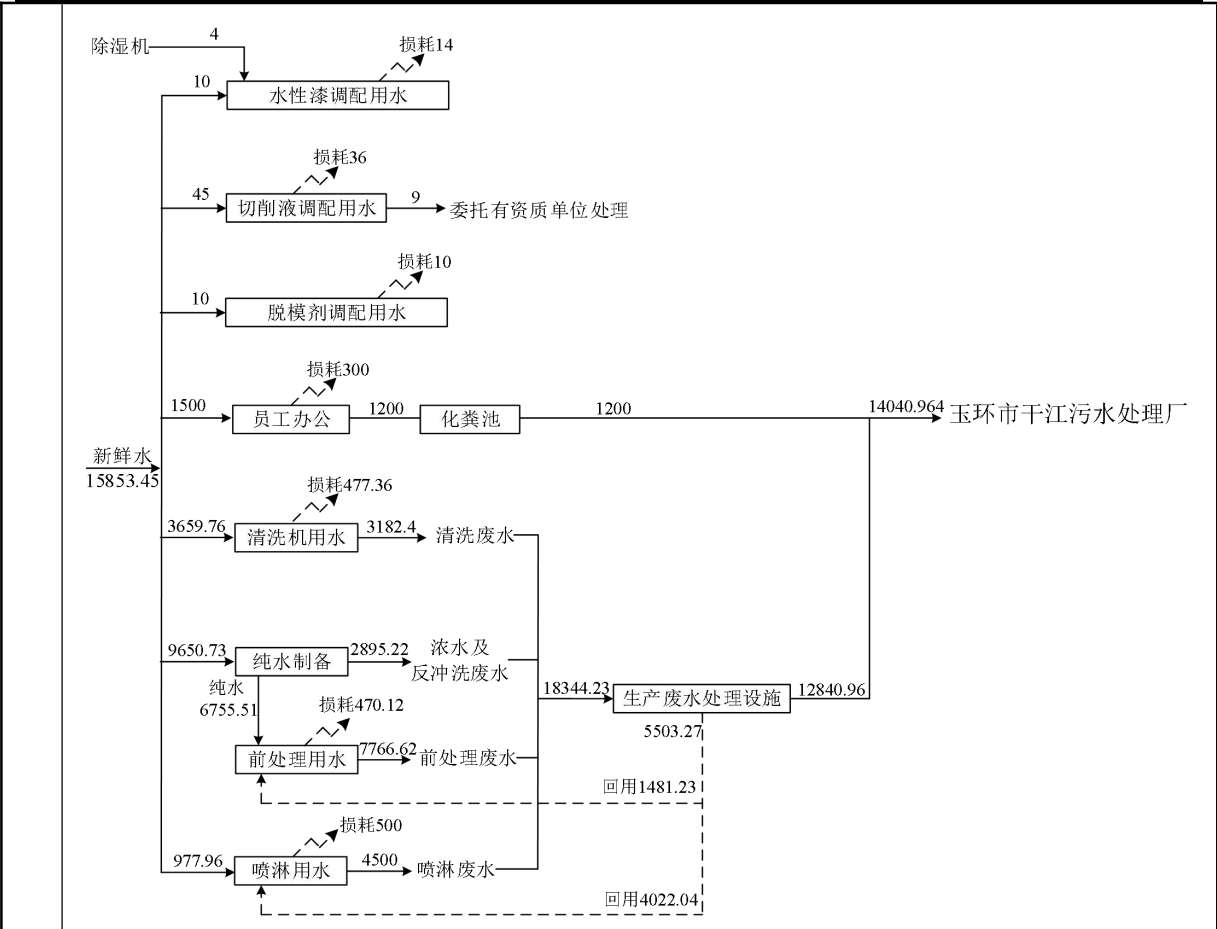 除湿机
4
损耗14
10
水性漆调配用水
损耗36
45
切削液调配用水
9
委托有资质单位处理
损耗10
10
脱模剂调配用水
损耗300
1500
员工办公
1200
化粪池
1200
14040.964
玉环市干江污水处理厂
新鲜水
15853.45
损耗477.36
3659.76
清洗机用水
3182.4
清洗废水
9650.73
纯水制备
2895.22
浓水及
反冲洗废水
纯水
6755.51
损耗470.12
18344.23
生产废水处理设施
12840.96
5503.27
前处理用水
7766.62
前处理废水
回用1481.23
损耗500
977.96
喷淋用水
4500
喷淋废水
回用4022.04